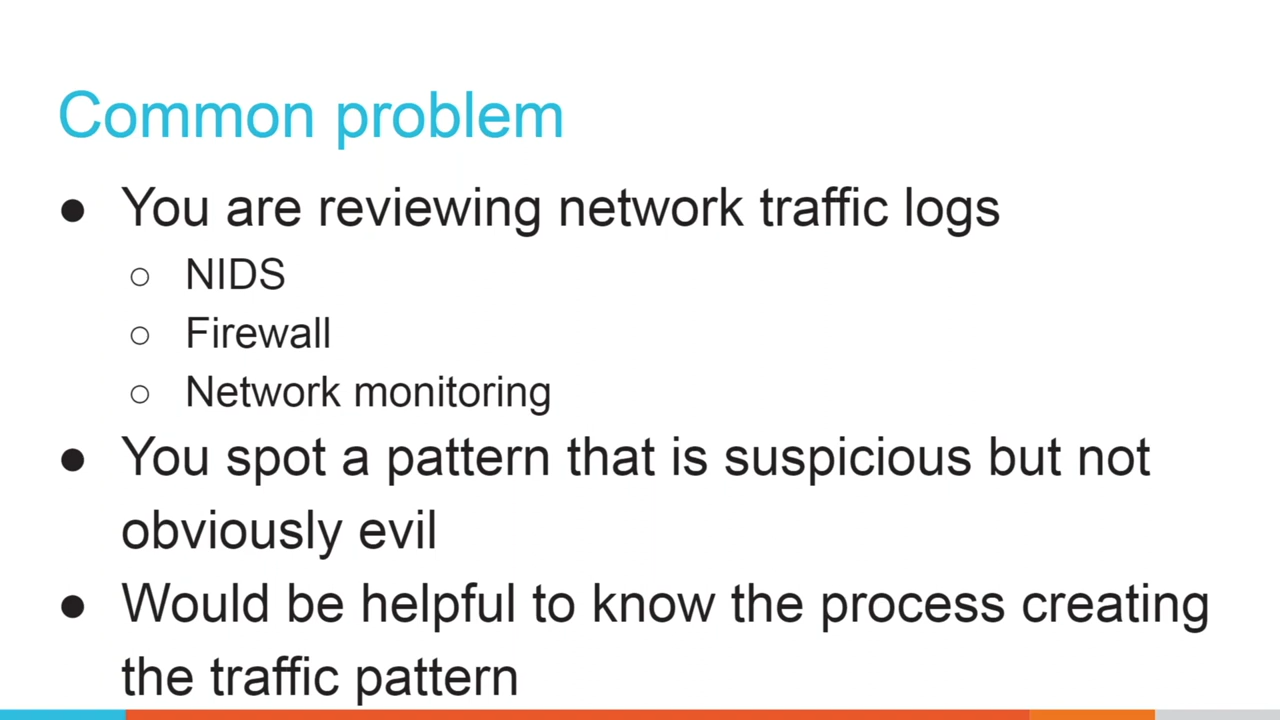 Common problem
● You are reviewing network traffic logs
○ NIDS
○ Firewall
○ Network monitoring
● You spot a pattern that is suspicious but not
obviously evil
● Would be helpful to know the process creating
the traffic pattern